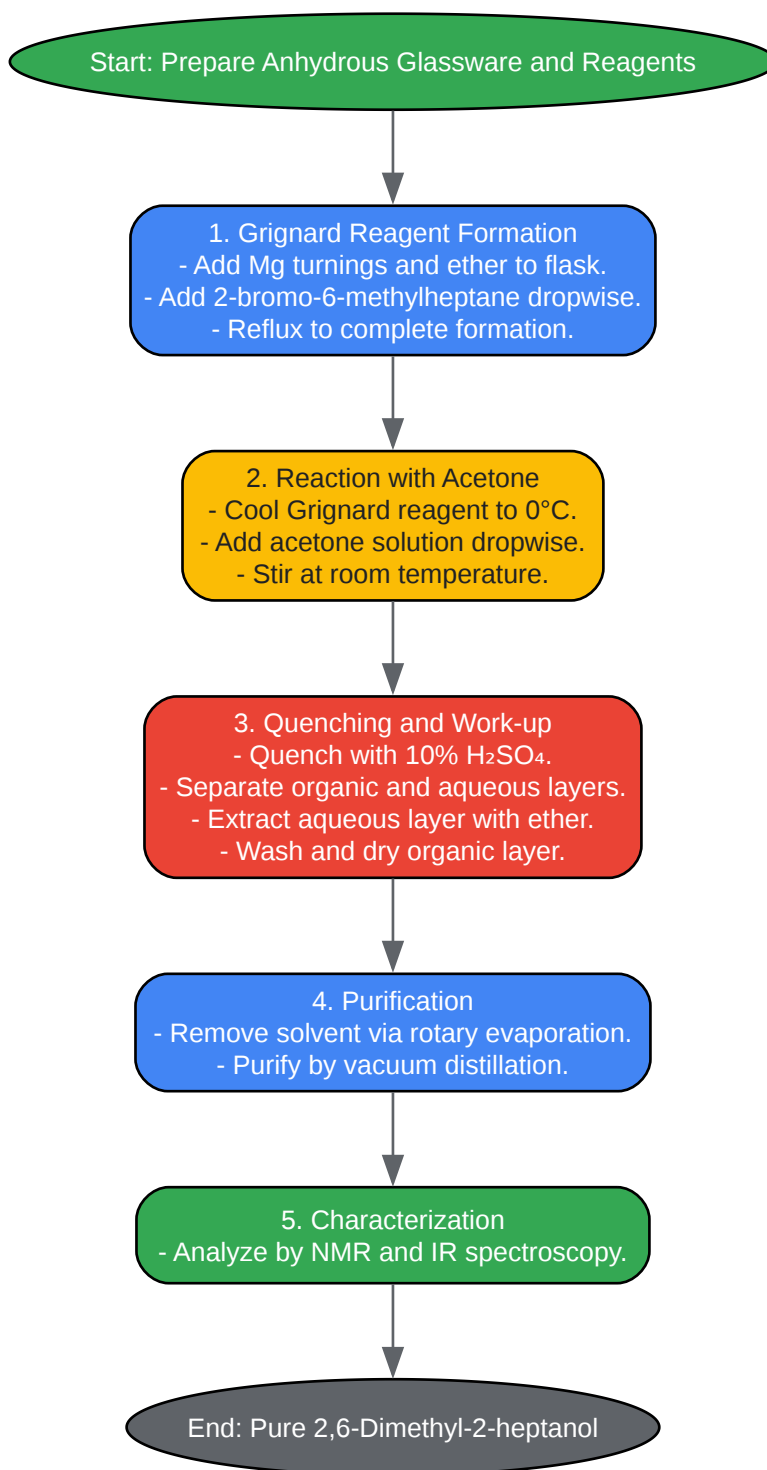 Start: Prepare Anhydrous Glassware and Reagents
1. Grignard Reagent Formation
- Add Mg turnings and ether to flask.
- Add 2-bromo-6-methylheptane dropwise.
- Reflux to complete formation.
2. Reaction with Acetone
- Cool Grignard reagent to 0°C.
- Add acetone solution dropwise.
- Stir at room temperature.
3. Quenching and Work-up
- Quench with 10% H₂SO₄.
- Separate organic and aqueous layers.
- Extract aqueous layer with ether.
- Wash and dry organic layer.
4. Purification
- Remove solvent via rotary evaporation.
- Purify by vacuum distillation.
5. Characterization
- Analyze by NMR and IR spectroscopy.
End: Pure 2,6-Dimethyl-2-heptanol